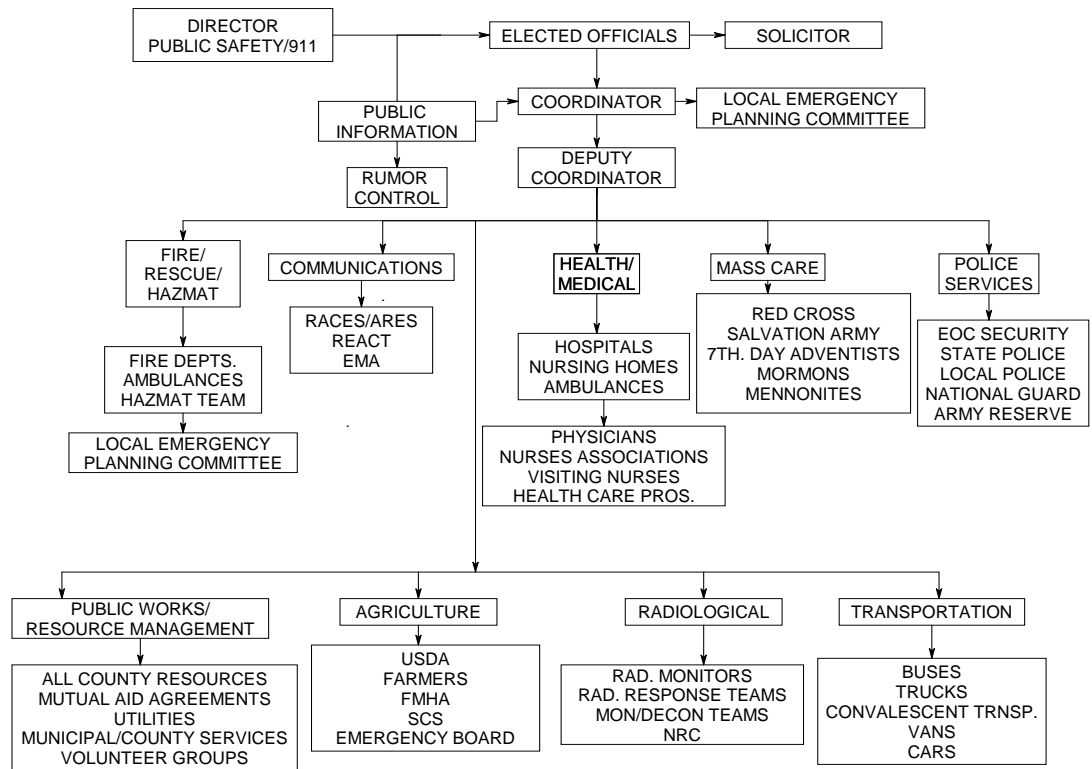 DIRECTOR
PUBLIC SAFETY/911
ELECTED OFFICIALS
SOLICITOR
PUBLIC
INFORMATION
COORDINATOR
LOCAL EMERGENCY
PLANNING COMMITTEE
RUMOR
CONTROL
DEPUTY
COORDINATOR
FIRE/
RESCUE/
HAZMAT
COMMUNICATIONS
HEALTH/
MEDICAL
MASS CARE
POLICE
SERVICES
FIRE DEPTS.
AMBULANCES
HAZMAT TEAM
LOCAL EMERGENCY
PLANNING COMMITTEE
RACES/ARES
REACT
EMA
HOSPITALS
NURSING HOMES
AMBULANCES
PHYSICIANS
NURSES ASSOCIATIONS
VISITING NURSES
HEALTH CARE PROS.
RED CROSS
SALVATION ARMY
7TH. DAY ADVENTISTS
MORMONS
MENNONITES
EOC SECURITY
STATE POLICE
LOCAL POLICE
NATIONAL GUARD
ARMY RESERVE
PUBLIC WORKS/
RESOURCE MANAGEMENT
AGRICULTURE
RADIOLOGICAL
TRANSPORTATION
ALL COUNTY RESOURCES
MUTUAL AID AGREEMENTS
UTILITIES
MUNICIPAL/COUNTY SERVICES
VOLUNTEER GROUPS
USDA
FARMERS
FMHA
SCS
EMERGENCY BOARD
RAD. MONITORS
RAD. RESPONSE TEAMS
MON/DECON TEAMS
NRC
BUSES
TRUCKS
CONVALESCENT TRNSP.
VANS
CARS